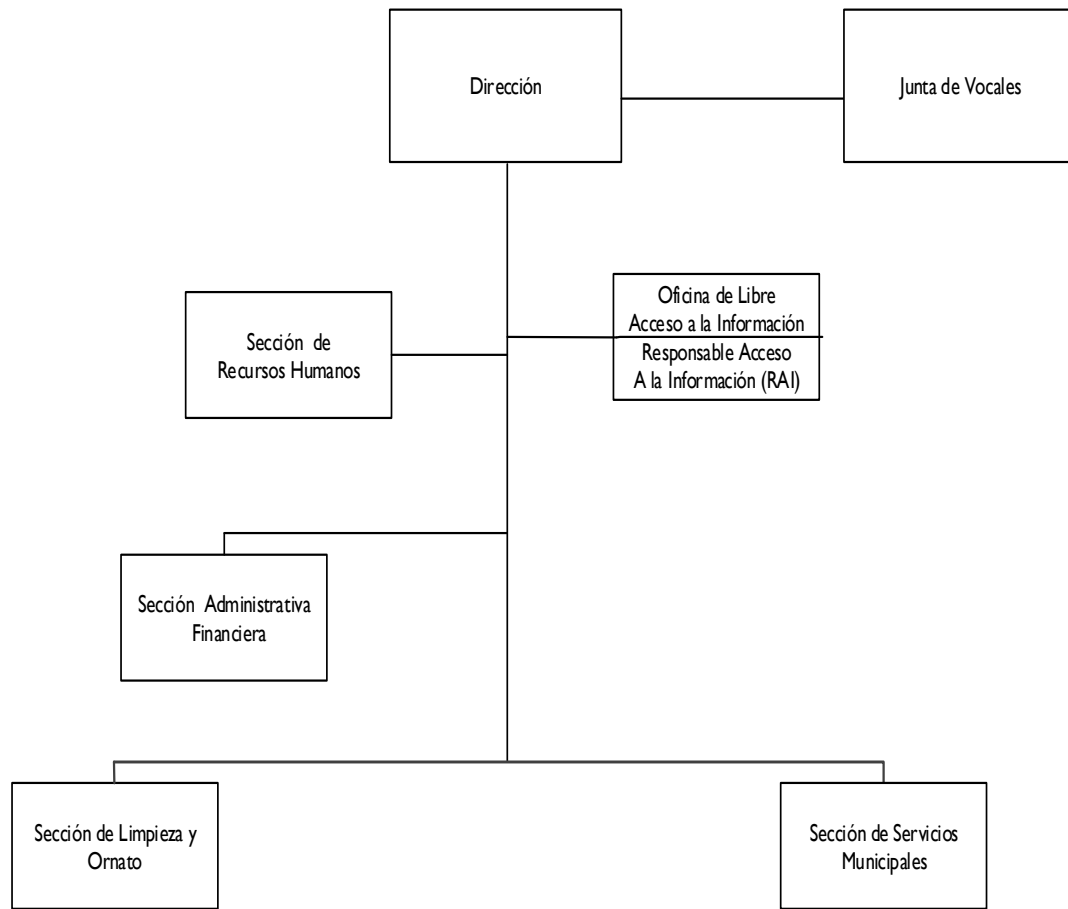 Dirección
Junta de Vocales
Oficina de Libre
Acceso a la Información
Responsable Acceso
A la Información (RAI)
Sección de
Recursos Humanos
Sección Administrativa
Financiera
Sección de Limpieza y
Ornato
Sección de Servicios
Municipales